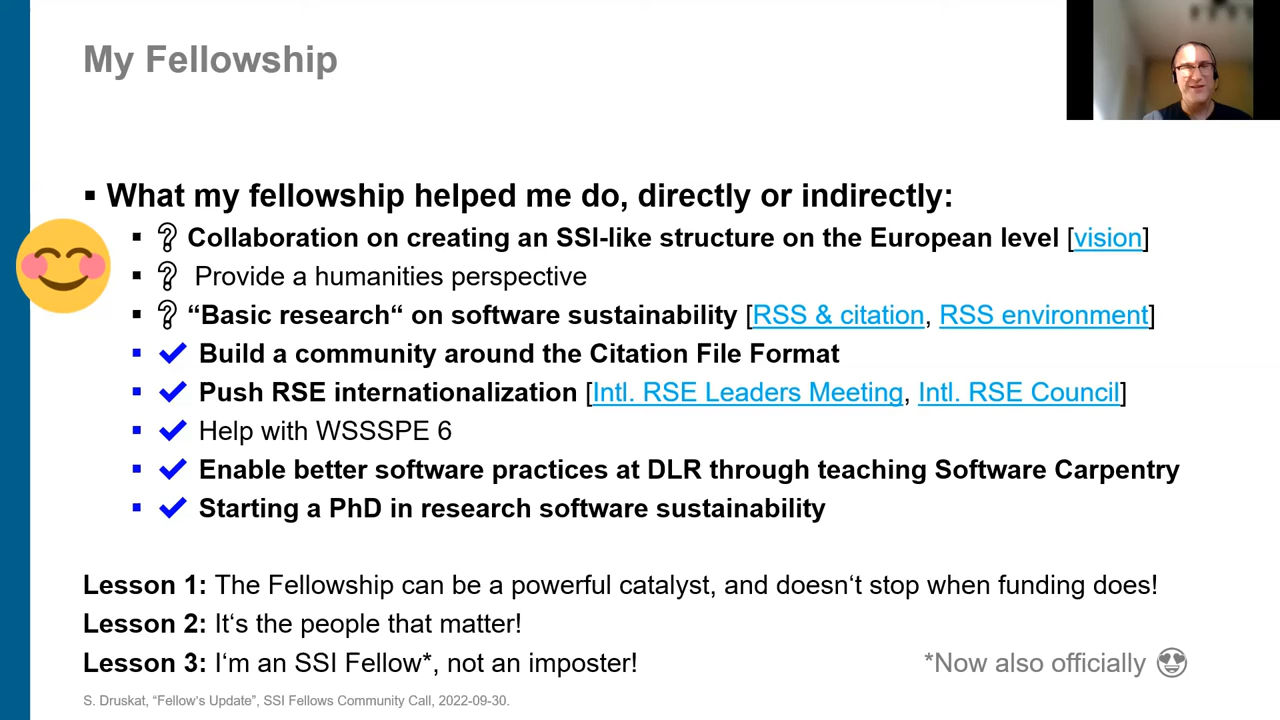 My Fellowship
▪ What my fellowship helped me do, directly or indirectly:
▪ ? Collaboration on creating an SSI-like structure on the European level [vision]
▪ ? Provide a humanities perspective
▪ ? “Basic research“ on software sustainability [RSS & citation, RSS environment]
▪ ✔ Build a community around the Citation File Format
▪ ✔ Push RSE internationalization [Intl. RSE Leaders Meeting, Intl. RSE Council]
▪ ✔ Help with WSSSPE 6
▪ ✔ Enable better software practices at DLR through teaching Software Carpentry
▪ ✔ Starting a PhD in research software sustainability
Lesson 1: The Fellowship can be a powerful catalyst, and doesn‘t stop when funding does!
Lesson 2: It‘s the people that matter!
Lesson 3: I‘m an SSI Fellow*, not an imposter!
*Now also officially 😍
S. Druskat, “Fellow’s Update”, SSI Fellows Community Call, 2022-09-30.